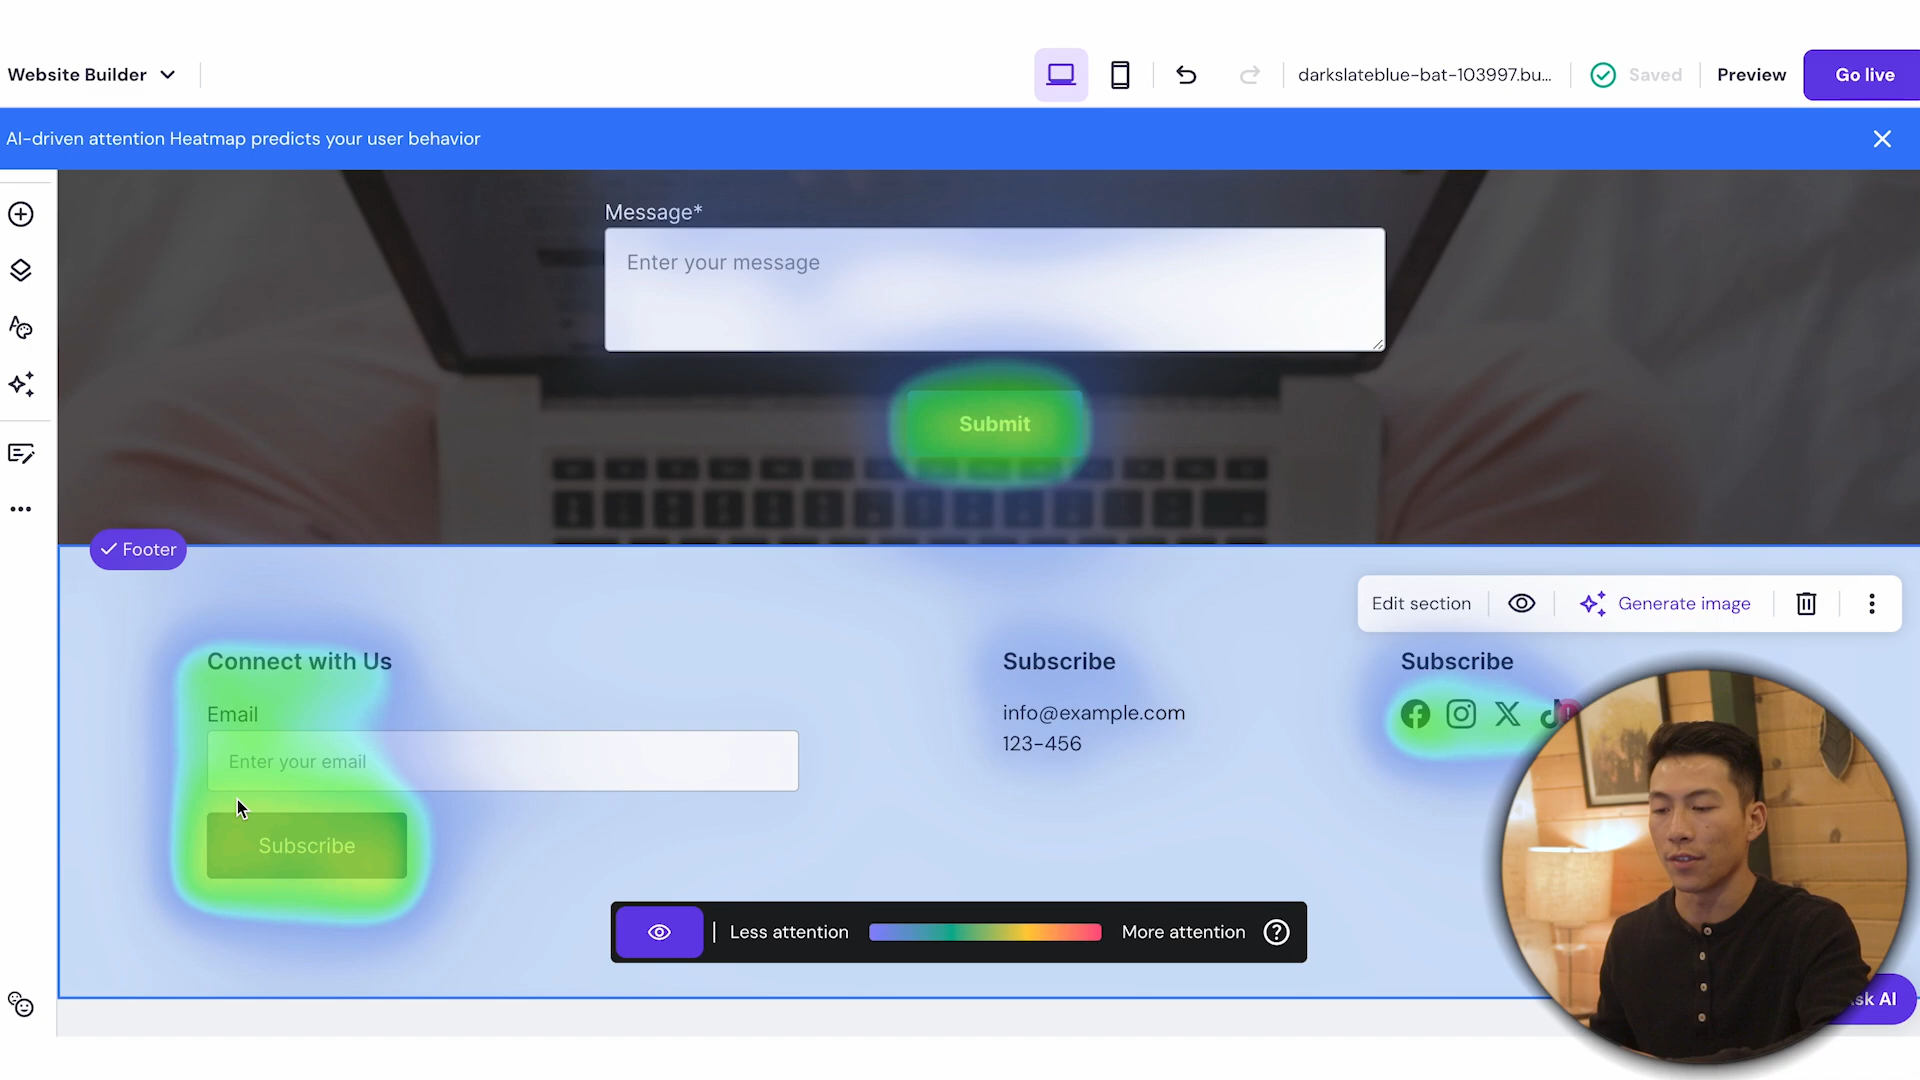 Website Builder
darkslateblue-bat-103997.bu...
Saved
Preview
Go live
AI-driven attention Heatmap predicts your user behavior
Message*
Enter your message
Submit
Footer
Edit section
Generate image
Connect with Us
Subscribe
Subscribe
Email
info@example.com
123-456
Enter your email
Subscribe
Less attention
More attention
AI